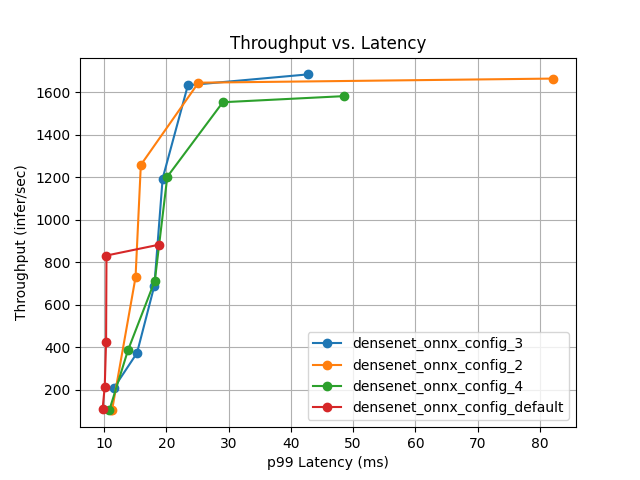 Throughput vs. Latency
Throughput (infer/sec)
1600
1400
1200
1000
800
600
400
200
densenet_onnx_config_3
densenet_onnx_config_2
densenet_onnx_config_4
densenet_onnx_config_default
10 20 30 40 50 60 70 80
p99 Latency (ms)